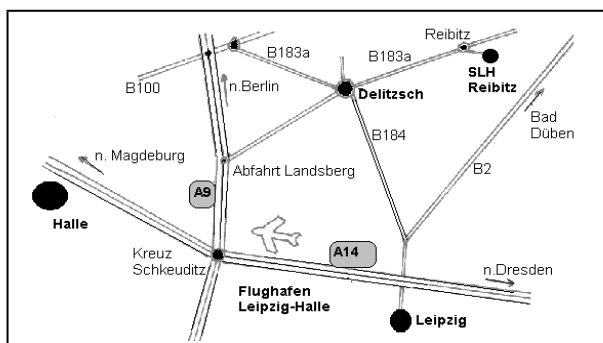 Reibitz
B183a
B183a
SLH
Reibitz
B100
n.Berlin
Delitzsch
Bad
Düben
B184
n. Magdeburg
Abfahrt Landsberg
B2
A9
Halle
Kreuz
Schkeuditz
A14
n.Dresden
Flughafen
Leipzig-Halle
Leipzig